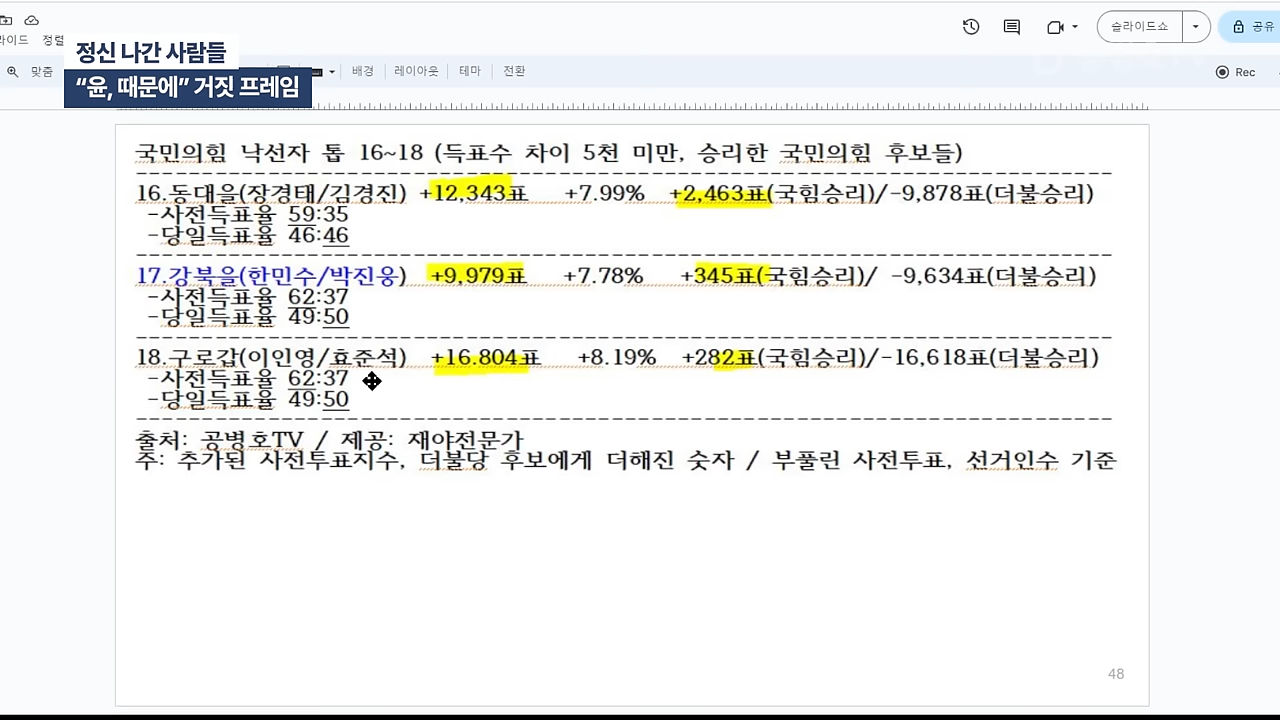 라이드 정렬
슬라이드쇼
공유
정신 나간 사람들
맞춤
배경 레이아웃 테마 전환
Rec
“윤, 때문에” 거짓 프레임
국민의힘 낙선자 톱 16~18 (득표수 차이 5천 미만, 승리한 국민의힘 후보들)
16.동대을(장경태/김경진) +12,343표 +7.99% +2,463표(국힘승리)/-9,878표(더불승리)
-사전득표율 59:35
-당일득표율 46:46
17.강북을(한민수/박진웅) +9,979표 +7.78% +345표(국힘승리)/ -9,634표(더불승리)
-사전득표율 62:37
-당일득표율 49:50
18.구로갑(이인영/효준석) +16.804표 +8.19% +282표(국힘승리)/-16,618표(더불승리)
-사전득표율 62:37
-당일득표율 49:50
출처: 공병호TV / 제공: 재야전문가
주: 추가된 사전투표지수, 더불당 후보에게 더해진 숫자 / 부풀린 사전투표, 선거인수 기준
48